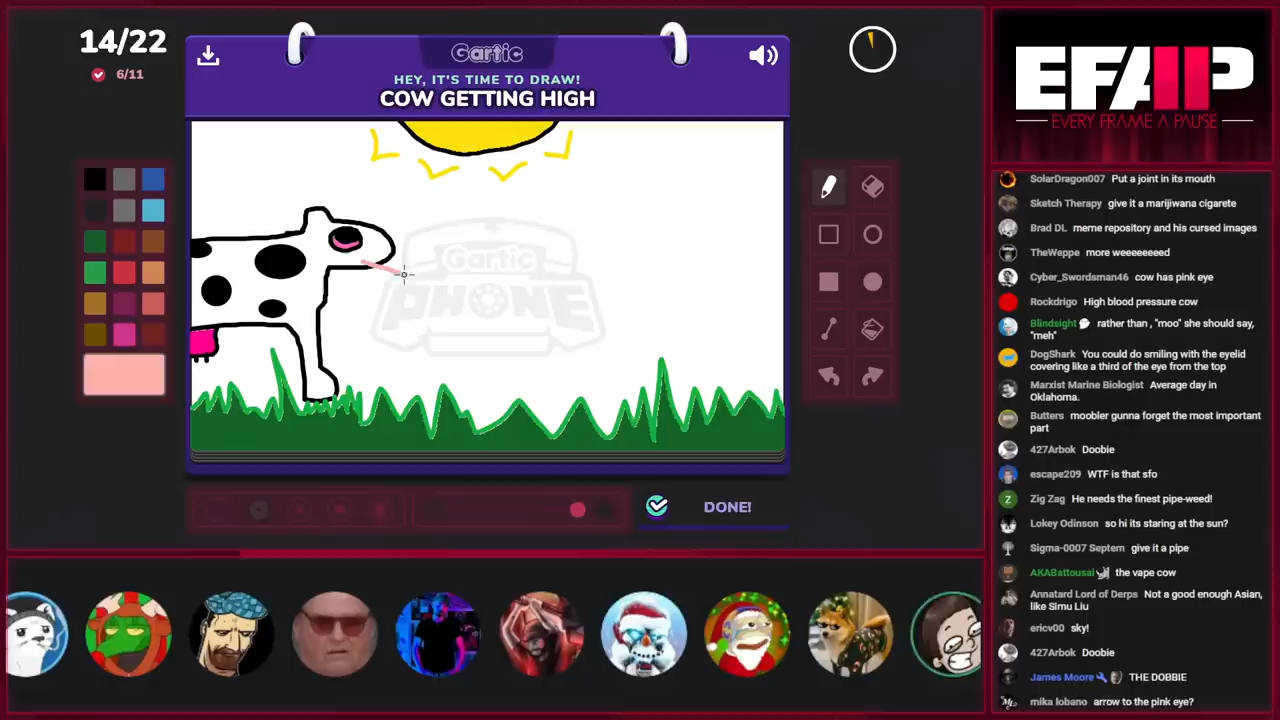 14/22
6/11
Gartic
HEY, IT'S TIME TO DRAW!
COW GETTING HIGH
Gartic
PHONE
DONE!
EFAP
EVERY FRAME A PAUSE
SolarDragon007 Put a joint in its mouth
Sketch Therapy give it a marijiwana cigarete
Brad DL meme repository and his cursed images
TheWeppe more weeeeeeeed
Cyber_Swordsman46 cow has pink eye
Rockdrigo High blood pressure cow
Blindsight rather than , "moo" she should say,
"meh"
DogShark You could do smiling with the eyelid
covering like a third of the eye from the top
Marxist Marine Biologist Average day in
Oklahoma.
Butters moobler gunna forget the most important
part
427Arbok Doobie
escape209 WTF is that sfo
Z
Zig Zag He needs the finest pipe-weed!
Lokey Odinson so hi its staring at the sun?
Sigma-0007 Septem give it a pipe
AKABattousai the vape cow
Annatard Lord of Derps Not a good enough Asian,
like Simu Liu
ericv00 sky!
427Arbok Doobie
James Moore THE DOBBIE
mika lobano arrow to the pink eye?